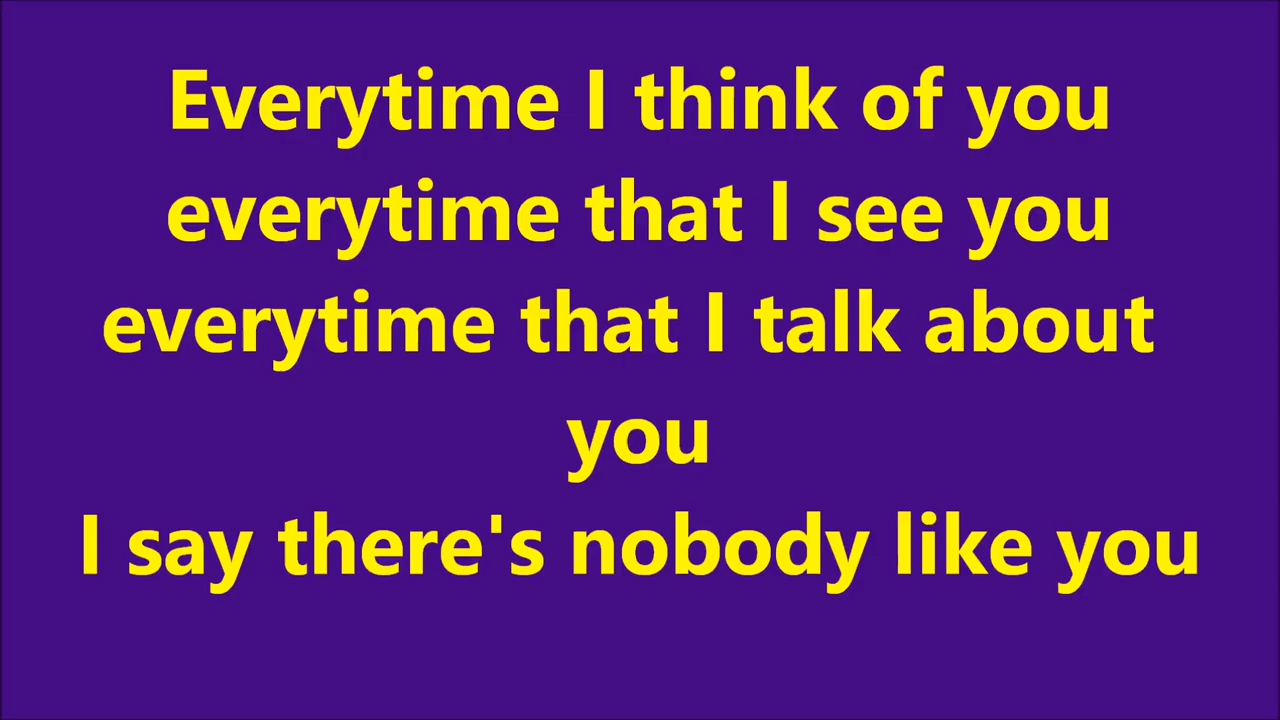 Everytime I think of you
everytime that I see you
everytime that I talk about
you
I say there's nobody like you